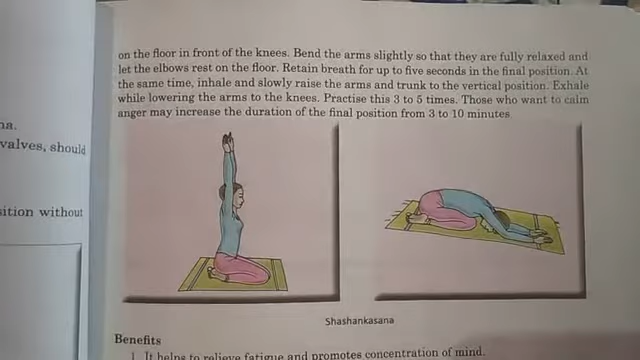 on the floor in front of the knees. Bend the arms slightly so that they are fully relaxed and
let the elbows rest on the floor. Retain breath for up to five seconds in the final position. At
the same time, inhale and slowly raise the arms and trunk to the vertical position. Exhale
while lowering the arms to the knees. Practise this 3 to 5 times. Those who want to calm
anger may increase the duration of the final position from 3 to 10 minutes
valves, should
without
Shashankasana
Benefits
1. It helps to relieve fatigue and promotes concentration of mind.